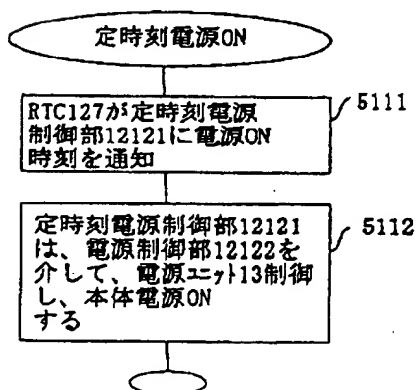 定時刻電源ON
RTC127が定時刻電源
制御部12121に電源ON
時刻を通知
5111
定時刻電源制御部12121
は、電源制御部12122を
介して、電源ユニット13制御
し、本体電源ON
する
5112